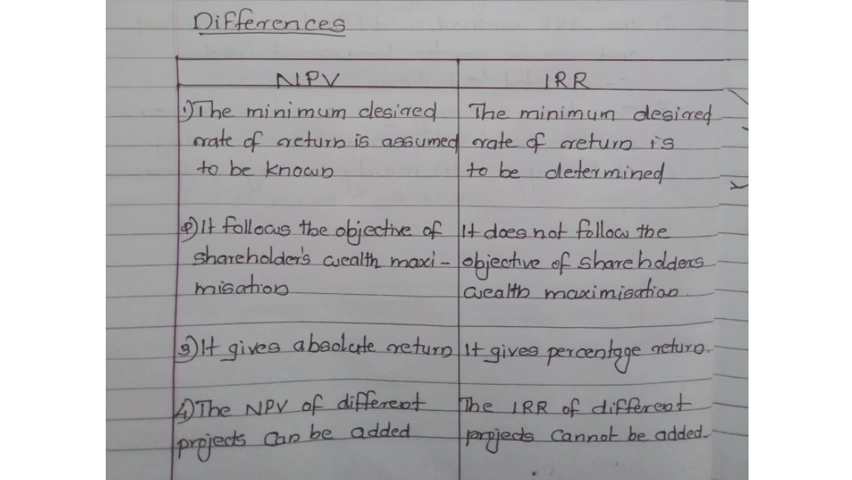 Differences
NPV
IRR
1) The minimum desired
rate of return is assumed
to be known
The minimum desired
rate of return is
to be determined
2) It follows the objective of
shareholder's wealth maxi-
misation
It does not follow the
objective of shareholders
wealth maximisation
3) It gives absolute return
It gives percentage return.
4) The NPV of different
projects can be added
The IRR of different
projects cannot be added.